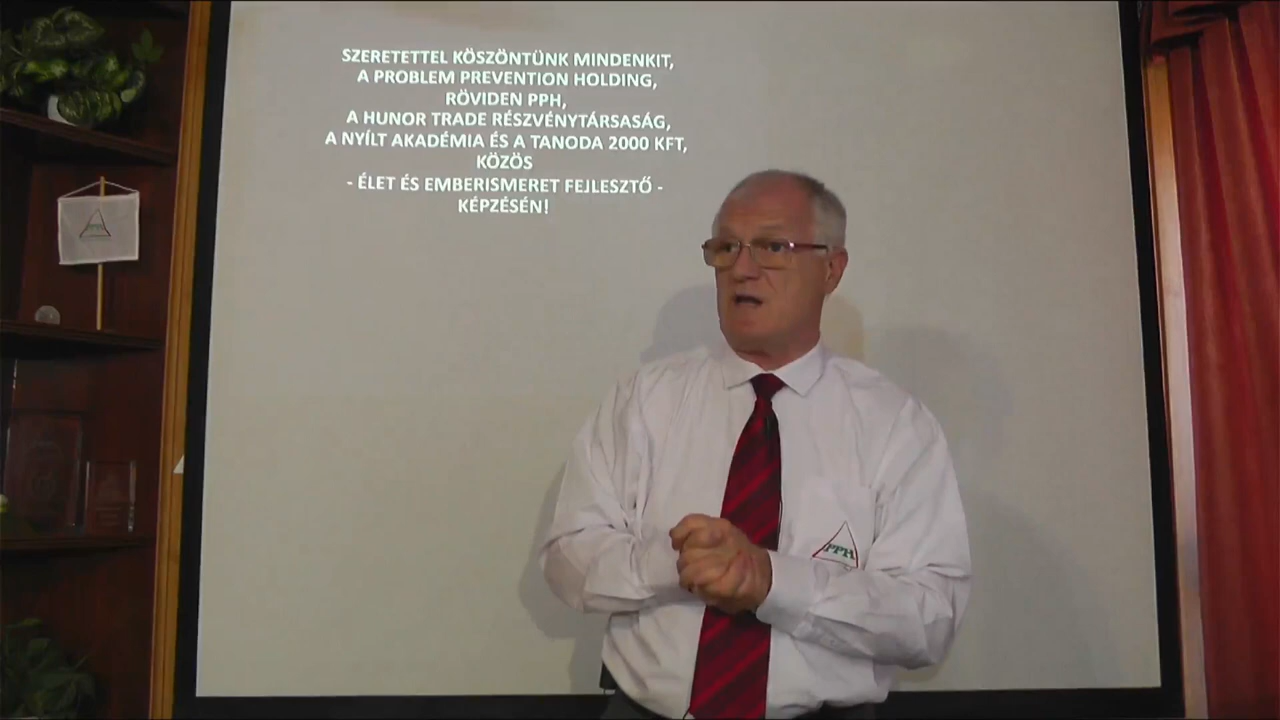 SZERETETTEL KÖSZÖNTÜNK MINDENKIT,
A PROBLEM PREVENTION HOLDING,
RÖVIDEN PPH,
A HUNOR TRADE RÉSZVÉNYTÁRSASÁG,
A NYÍLT AKADÉMIA ÉS A TANODA 2000 KFT,
KÖZÖS
- ÉLET ÉS EMBERISMERET FEJLESZTŐ -
KÉPZÉSÉN!
PPH
PPH